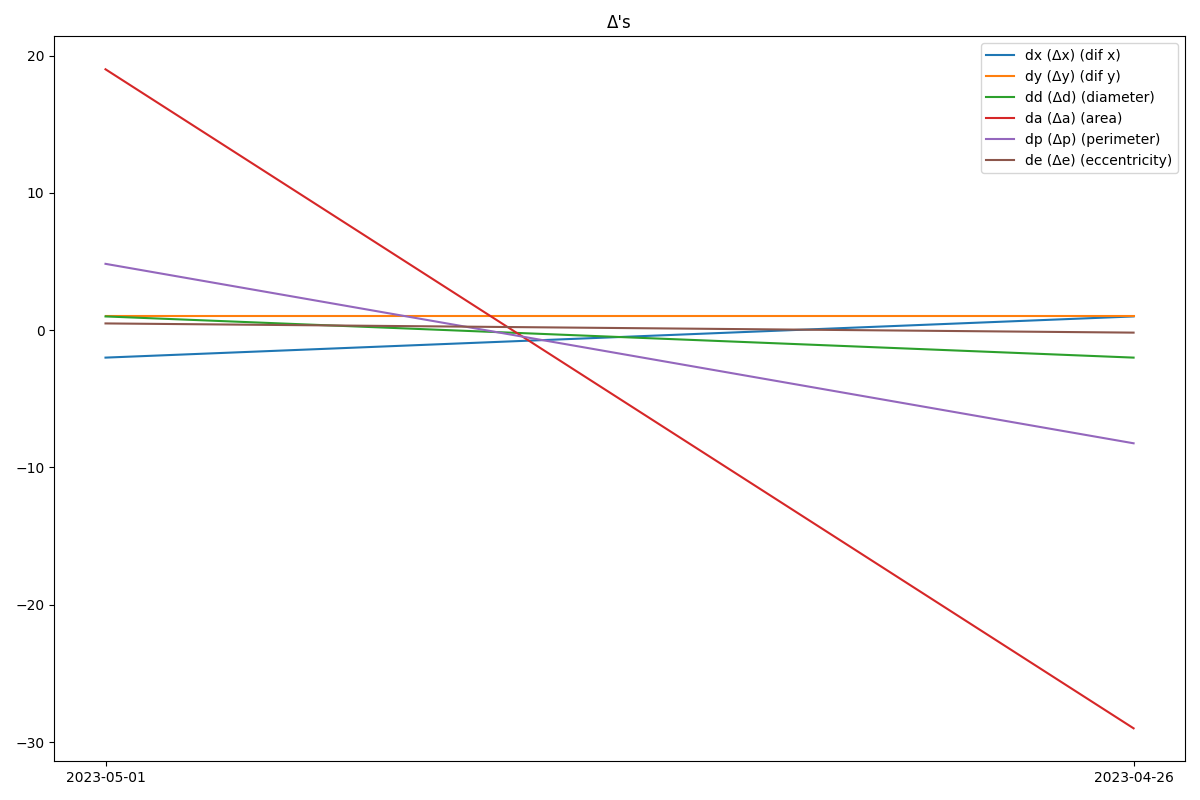 Δ's
dx (Δx) (dif x)
dy (Δy) (dif y)
dd (Δd) (diameter)
da (Δa) (area)
dp (Δp) (perimeter)
de (Δe) (eccentricity)
20
10
0
−10
−20
−30
2023-05-01 2023-04-26